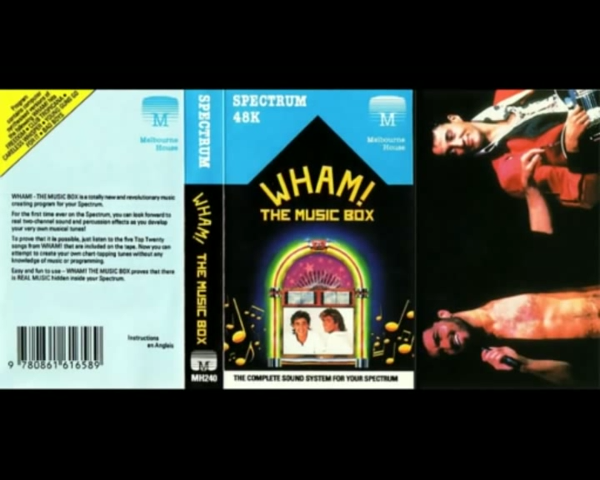 Program
CARELESS WHISPER
BAD BOYS
M
Melbourne
House
WHAM! - THE MUSIC BOX is a totally new and revolutionary music
creating program for your Spectrum.
For the first time ever on the Spectrum, you can look forward to
real two-channel sound and percussion effects as you develop
your very own musical tunes!
To prove that it is possible, just listen to the five Top Twenty
songs from WHAM! that are included on the tape. Now you can
attempt to create your own chart-topping tunes without any
knowledge of music or programming.
Easy and fun to use - WHAM! THE MUSIC BOX proves that there
is REAL MUSIC hidden inside your Spectrum.
Instructions
en Anglais
9 780861 616589
SPECTRUM
WHAM! THE MUSIC BOX
M
MH240
SPECTRUM
48K
M
Melbourne
House
WHAM!
THE MUSIC BOX
THE COMPLETE SOUND SYSTEM FOR YOUR SPECTRUM